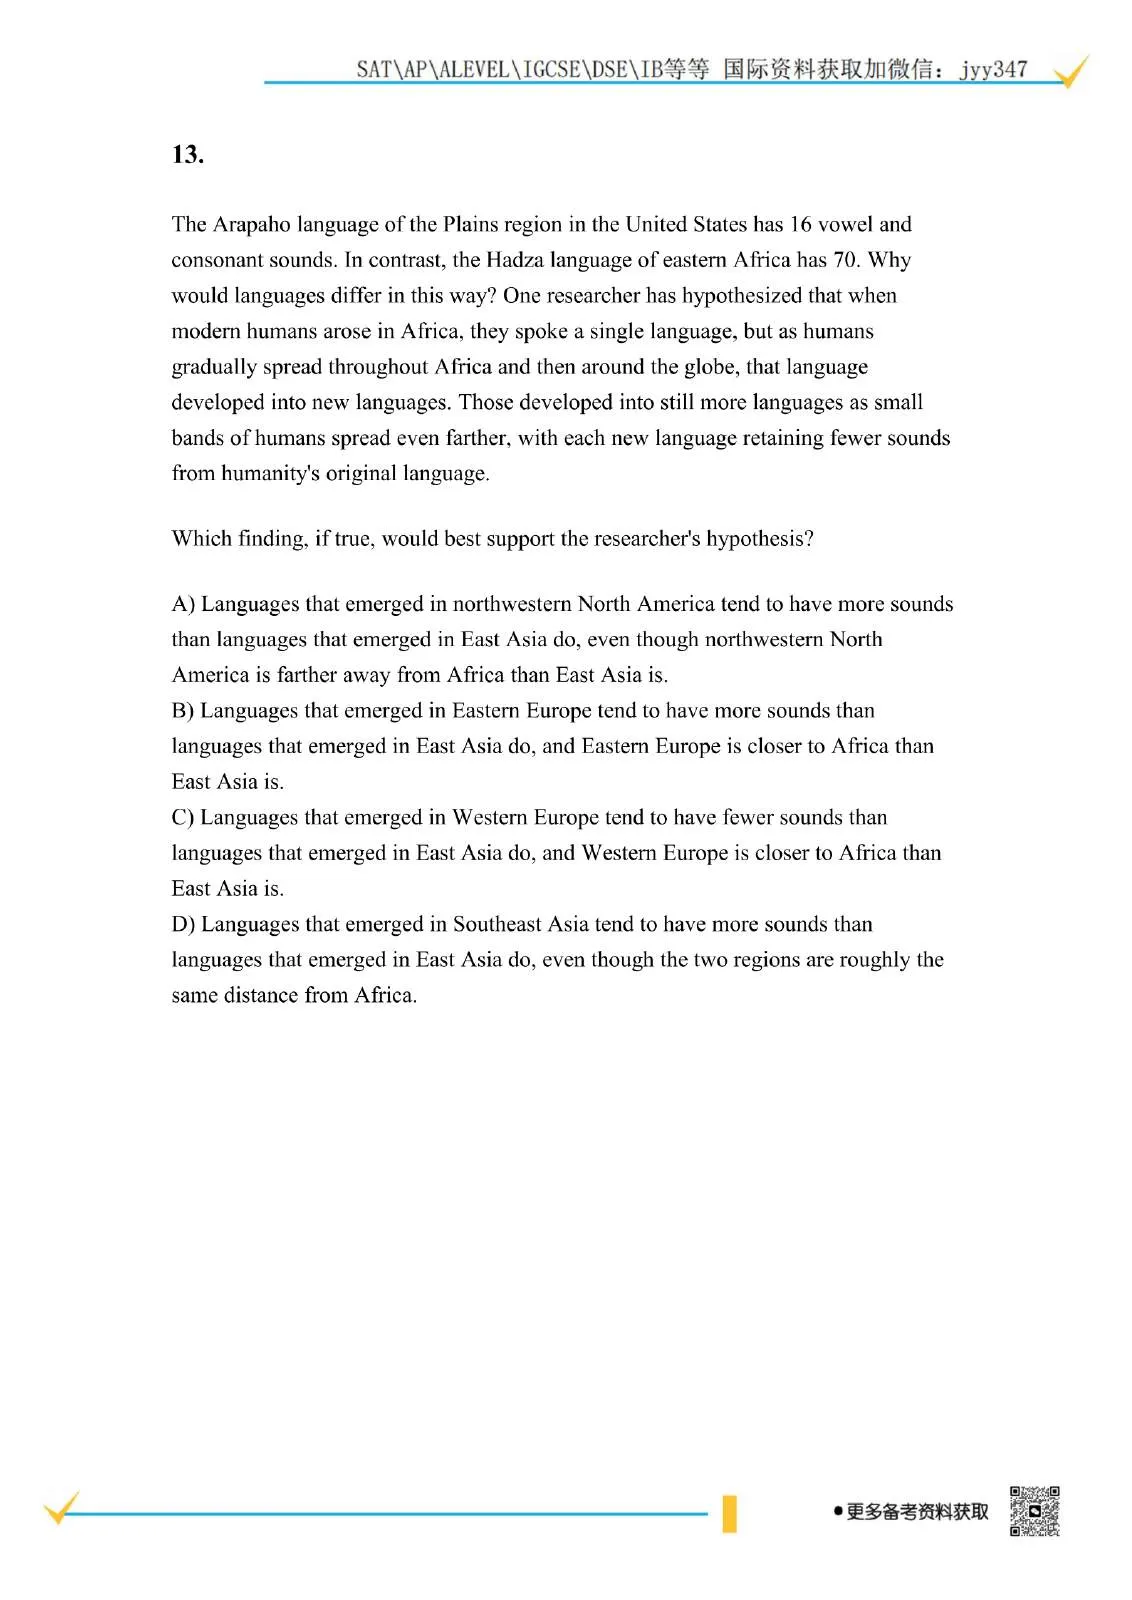 SAT\AP\ALEVEL\IGCSE\DSE\IB等等 国际资料获取加微信：jyy347
13.
The Arapaho language of the Plains region in the United States has 16 vowel and
consonant sounds. In contrast, the Hadza language of eastern Africa has 70. Why
would languages differ in this way? One researcher has hypothesized that when
modern humans arose in Africa, they spoke a single language, but as humans
gradually spread throughout Africa and then around the globe, that language
developed into new languages. Those developed into still more languages as small
bands of humans spread even farther, with each new language retaining fewer sounds
from humanity's original language.
Which finding, if true, would best support the researcher's hypothesis?
A) Languages that emerged in northwestern North America tend to have more sounds
than languages that emerged in East Asia do, even though northwestern North
America is farther away from Africa than East Asia is.
B) Languages that emerged in Eastern Europe tend to have more sounds than
languages that emerged in East Asia do, and Eastern Europe is closer to Africa than
East Asia is.
C) Languages that emerged in Western Europe tend to have fewer sounds than
languages that emerged in East Asia do, and Western Europe is closer to Africa than
East Asia is.
D) Languages that emerged in Southeast Asia tend to have more sounds than
languages that emerged in East Asia do, even though the two regions are roughly the
same distance from Africa.
•更多备考资料获取